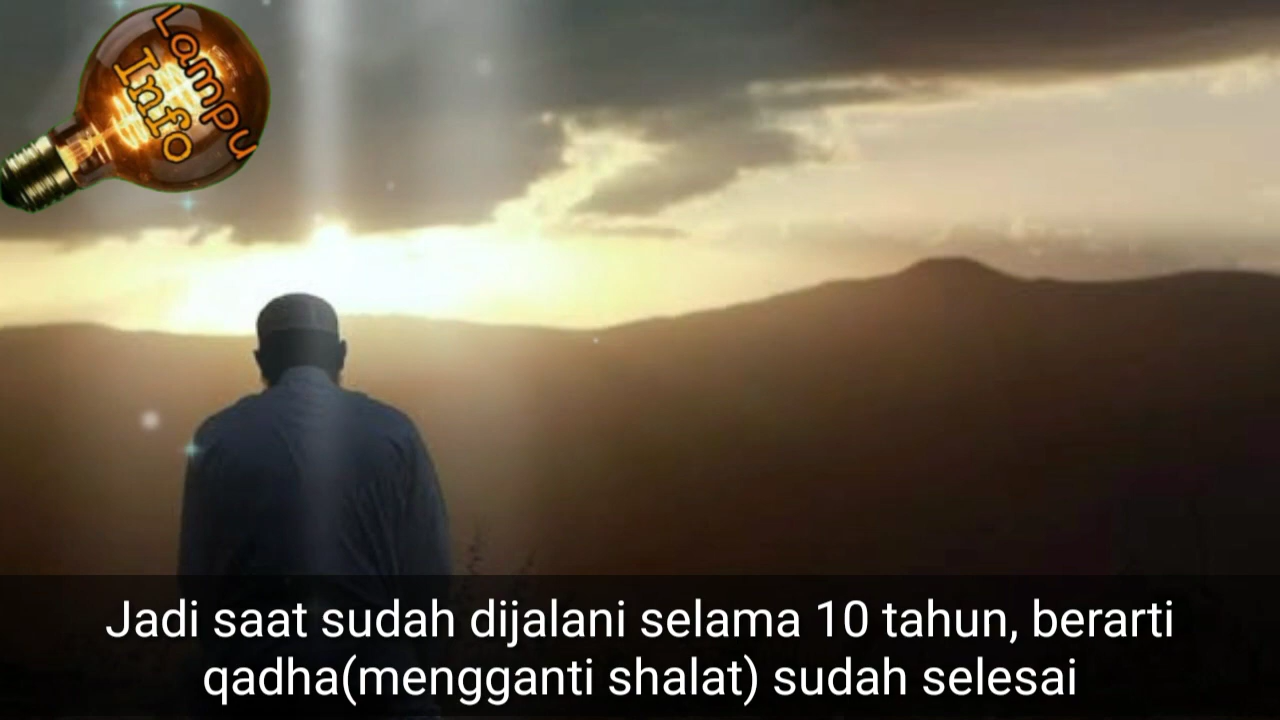 Lampu
Info
Jadi saat sudah dijalani selama 10 tahun, berarti
qadha(mengganti shalat) sudah selesai